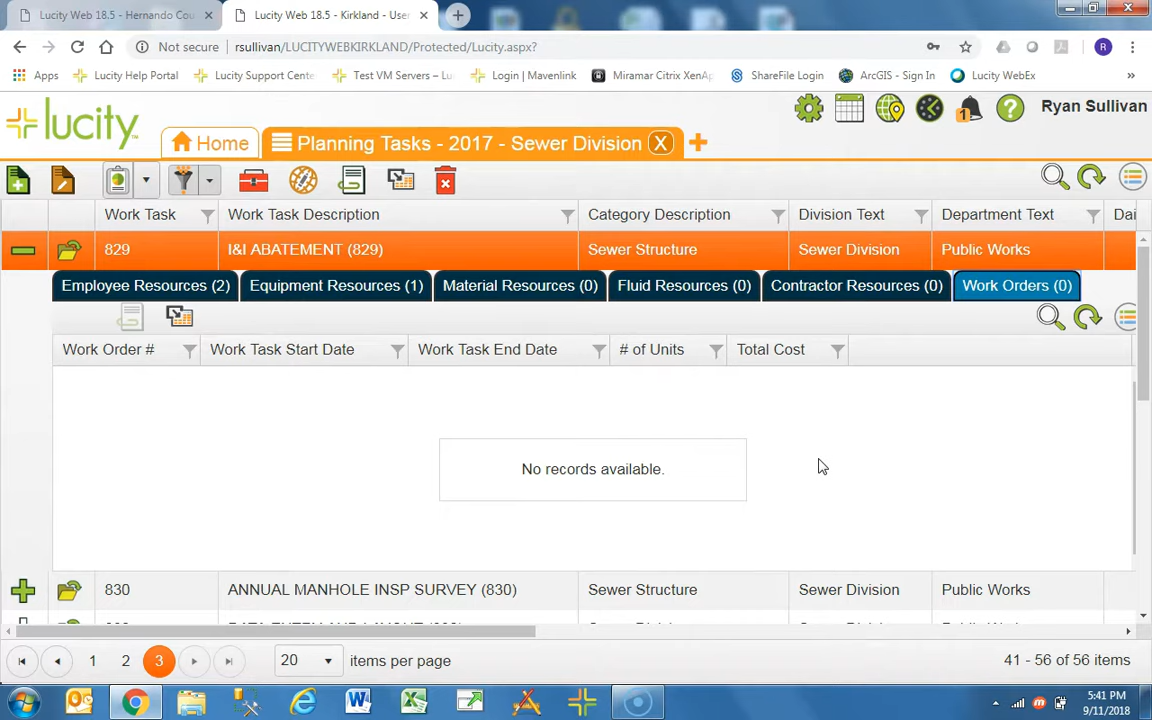 Lucity Web 18.5 - Hernando Cou
Lucity Web 18.5 - Kirkland - Use
Not secure rsullivan/LUCITYWEBKIRKLAND/Protected/Lucity.aspx?
R
Apps Lucity Help Portal Lucity Support Cente Test VM Servers – Lu Login | Mavenlink Miramar Citrix XenAp ShareFile Login ArcGIS - Sign In Lucity WebEx »
lucity Home Planning Tasks - 2017 - Sewer Division X 1 ? Ryan Sullivan
Work Task Work Task Description Category Description Division Text Department Text Dai
829 I&I ABATEMENT (829) Sewer Structure Sewer Division Public Works
Employee Resources (2) Equipment Resources (1) Material Resources (0) Fluid Resources (0) Contractor Resources (0) Work Orders (0)
Work Order # Work Task Start Date Work Task End Date # of Units Total Cost
No records available.
830 ANNUAL MANHOLE INSP SURVEY (830) Sewer Structure Sewer Division Public Works
1 2 3 20 items per page 41 - 56 of 56 items
5:41 PM
9/11/2018